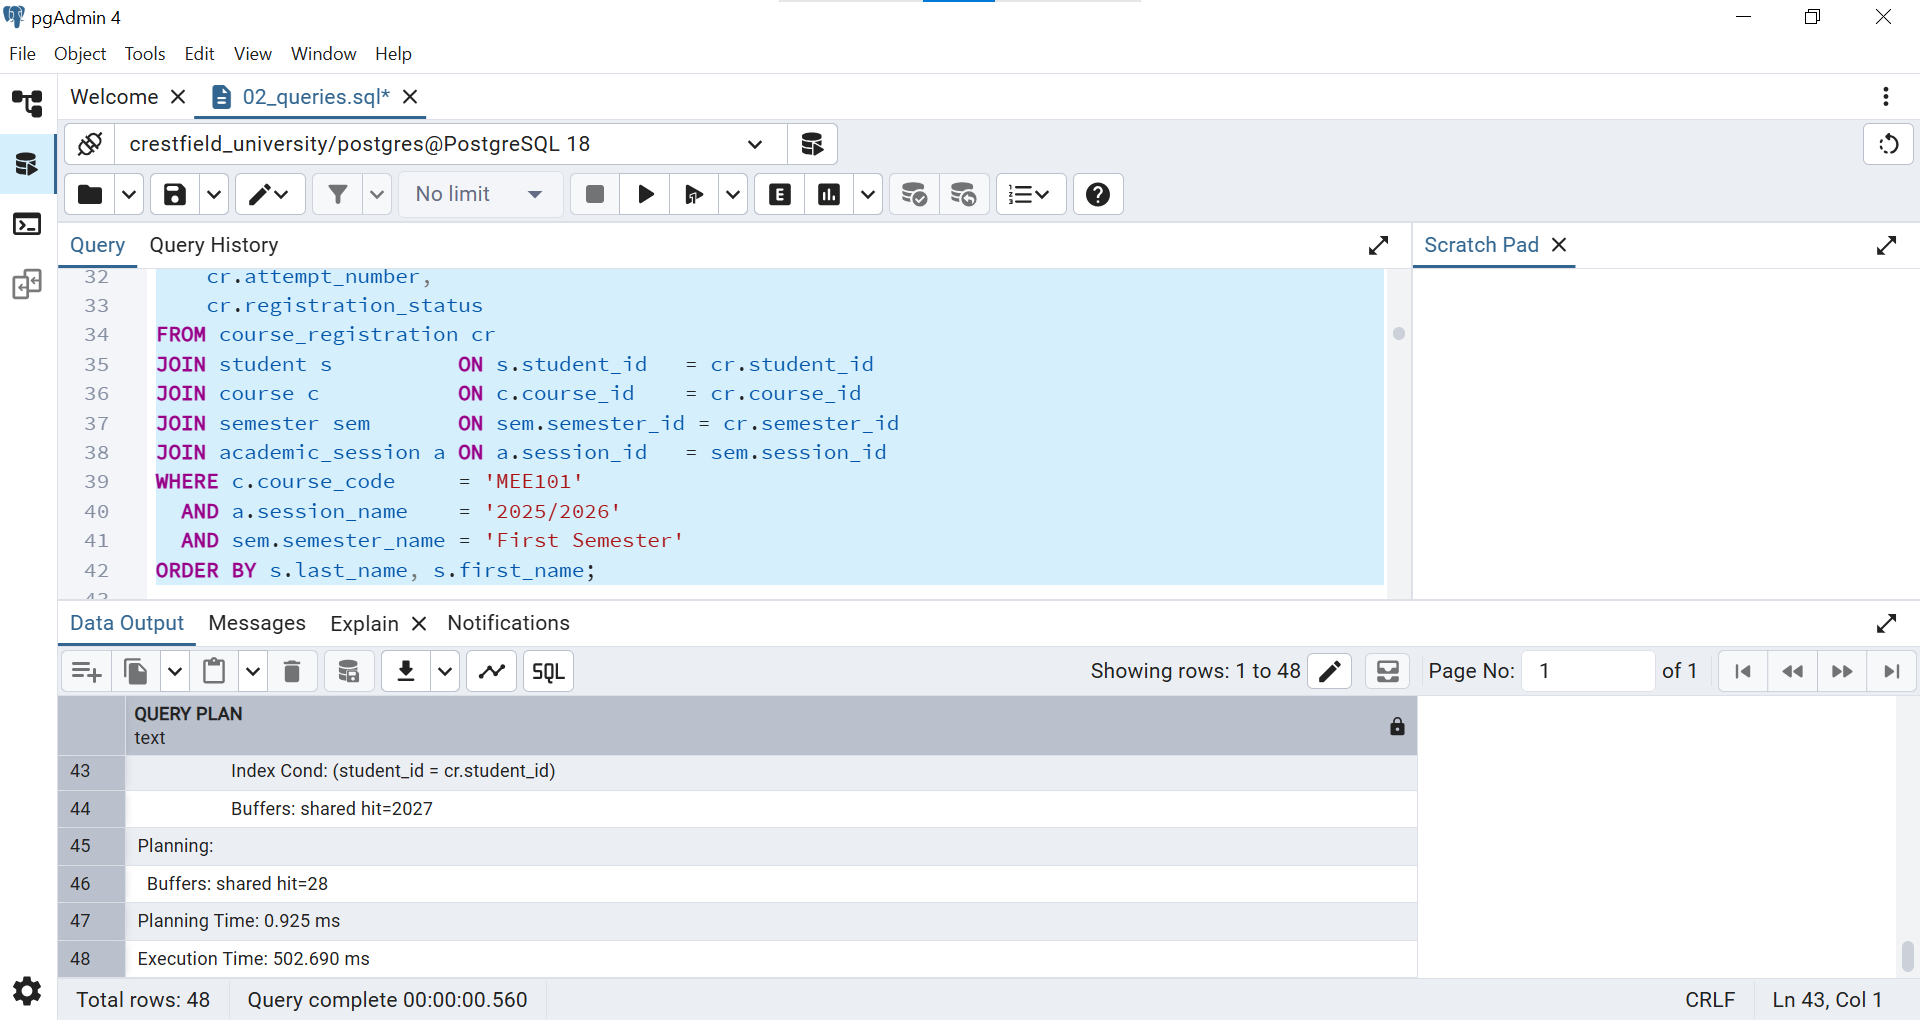 pgAdmin 4
File Object Tools Edit View Window Help
Welcome 02_queries.sql*
crestfield_university/postgres@PostgreSQL 18
No limit E
Query Query History Scratch Pad
32 cr.attempt_number,
33 cr.registration_status
34 FROM course_registration cr
35 JOIN student s ON s.student_id = cr.student_id
36 JOIN course c ON c.course_id = cr.course_id
37 JOIN semester sem ON sem.semester_id = cr.semester_id
38 JOIN academic_session a ON a.session_id = sem.session_id
39 WHERE c.course_code = 'MEE101'
40 AND a.session_name = '2025/2026'
41 AND sem.semester_name = 'First Semester'
42 ORDER BY s.last_name, s.first_name;
43
Data Output Messages Explain Notifications
SQL Showing rows: 1 to 48 Page No: 1 of 1
QUERY PLAN
text
43 Index Cond: (student_id = cr.student_id)
44 Buffers: shared hit=2027
45 Planning:
46 Buffers: shared hit=28
47 Planning Time: 0.925 ms
48 Execution Time: 502.690 ms
Total rows: 48 Query complete 00:00:00.560 CRLF Ln 43, Col 1